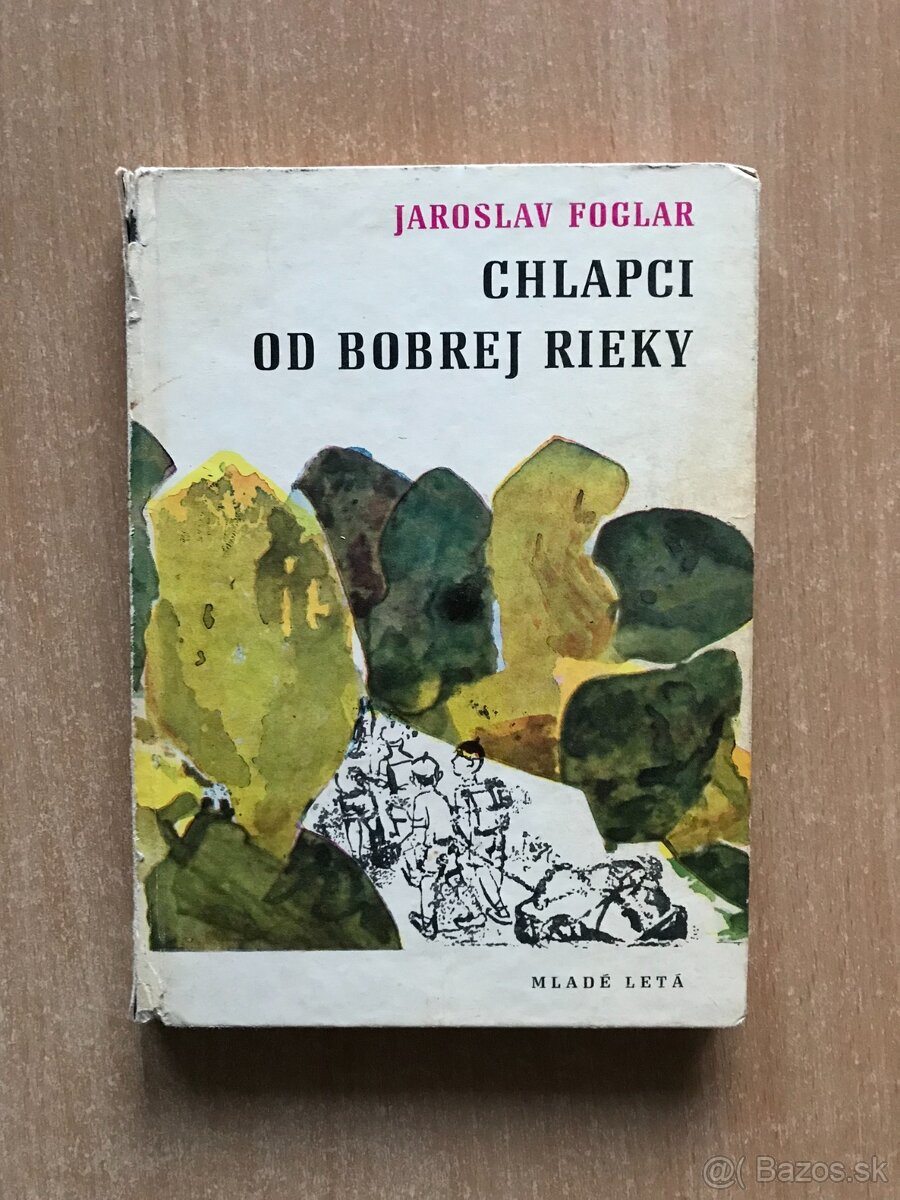 JAROSLAV FOGLAR
CHLAPCI
OD BOBREJ RIEKY
MLADÉ LETÁ
@( Bazos.sk